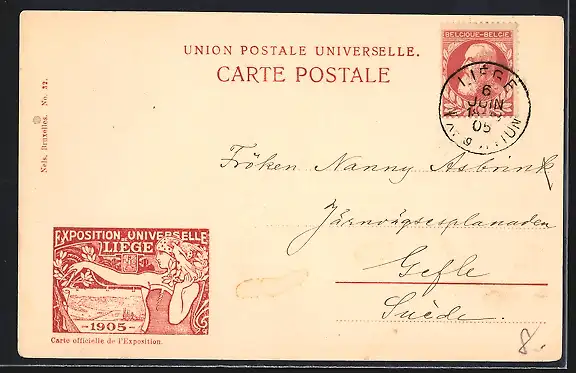 UNION POSTALE UNIVERSELLE.
CARTE POSTALE
BELGIQUE-BELGIE
LIÉGE
6
JUIN
05
Nels, Bruxelles. No. 32.
Fröken Nanny Asbrink
Järnvägsesplanaden
Gefle
Suède.
EXPOSITION UNIVERSELLE
LIEGE
-1905-
Carte officielle de l'Exposition.
8.